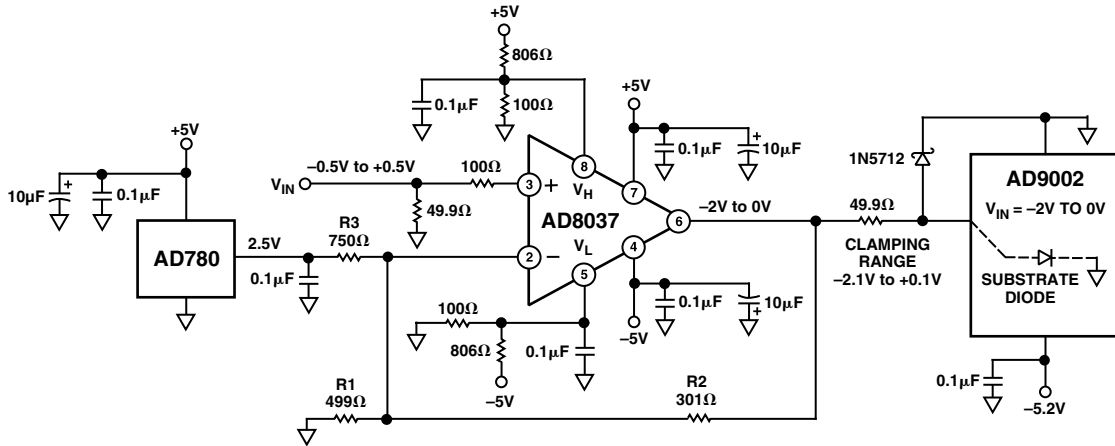 +5V
806Ω
0.1µF
100Ω
+5V
+5V
0.1µF
10µF
1N5712
10µF
+
0.1µF
–0.5V to +0.5V
100Ω
8
V_H
7
+
AD9002
V_IN
3
+
49.9Ω
AD8037
6
–2V to 0V
49.9Ω
V_IN = –2V TO 0V
AD780
2.5V
R3
750Ω
2
–
V_L
4
CLAMPING
RANGE
–2.1V to +0.1V
SUBSTRATE
DIODE
0.1µF
5
0.1µF
10µF
+
100Ω
806Ω
0.1µF
–5V
–5V
R1
499Ω
R2
301Ω
0.1µF
–5.2V